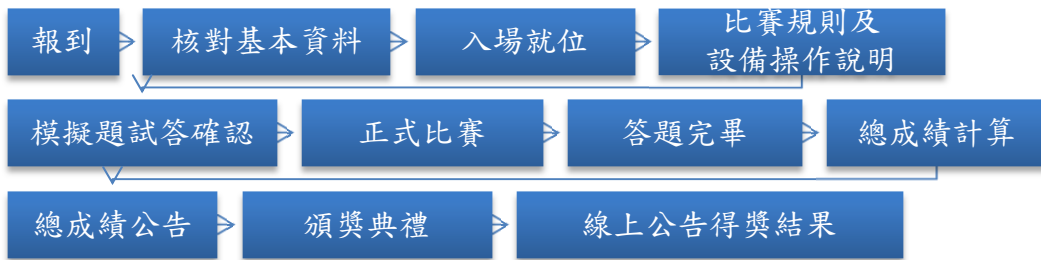 報到
核對基本資料
入場就位
比賽規則及
設備操作說明
模擬題試答確認
正式比賽
答題完畢
總成績計算
總成績公告
頒獎典禮
線上公告得獎結果